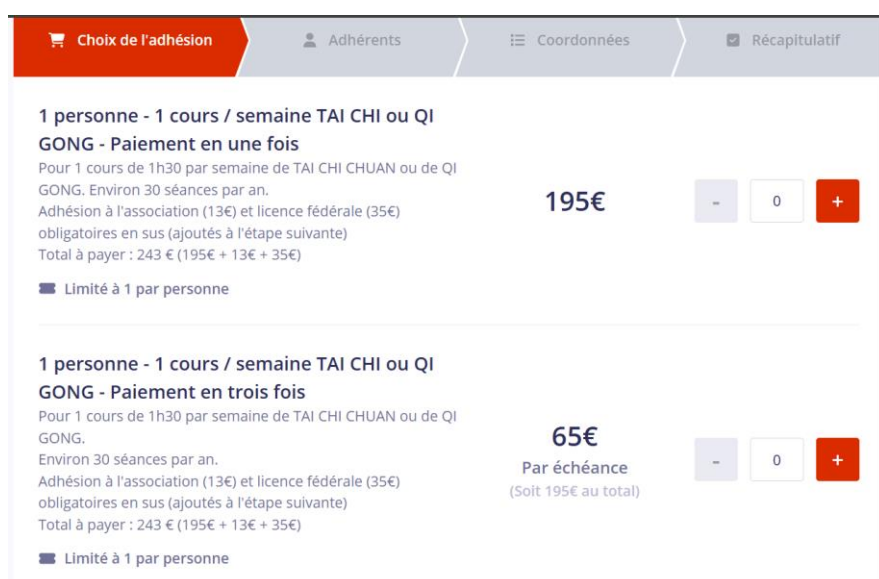 Choix de l'adhésion
Adhérents
Coordonnées
Récapitulatif
1 personne - 1 cours / semaine TAI CHI ou QI
GONG - Paiement en une fois
Pour 1 cours de 1h30 par semaine de TAI CHI CHUAN ou de QI
GONG. Environ 30 séances par an.
Adhésion à l'association (13€) et licence fédérale (35€)
obligatoires en sus (ajoutés à l'étape suivante)
Total à payer : 243 € (195€ + 13€ + 35€)
Limité à 1 par personne
195€
-
0
+
1 personne - 1 cours / semaine TAI CHI ou QI
GONG - Paiement en trois fois
Pour 1 cours de 1h30 par semaine de TAI CHI CHUAN ou de QI
GONG.
Environ 30 séances par an.
Adhésion à l'association (13€) et licence fédérale (35€)
obligatoires en sus (ajoutés à l'étape suivante)
Total à payer : 243 € (195€ + 13€ + 35€)
Limité à 1 par personne
65€
Par échéance
(Soit 195€ au total)
-
0
+